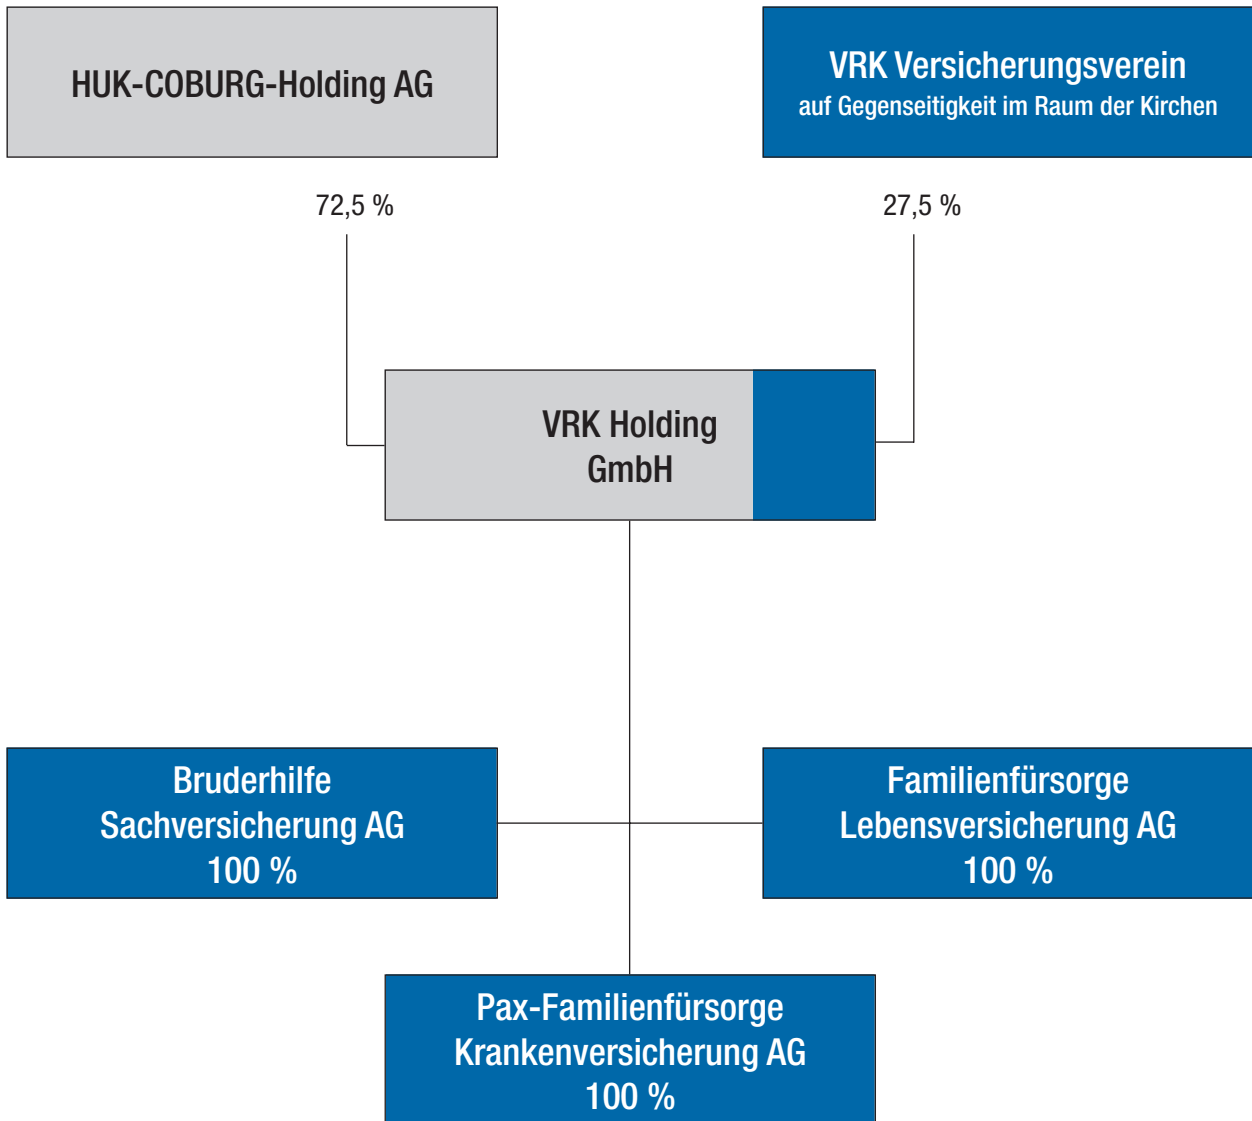 HUK-COBURG-Holding AG
VRK Versicherungsverein
auf Gegenseitigkeit im Raum der Kirchen
72,5 %
27,5 %
VRK Holding
GmbH
Bruderhilfe
Sachversicherung AG
100 %
Familienfürsorge
Lebensversicherung AG
100 %
Pax-Familienfürsorge
Krankenversicherung AG
100 %